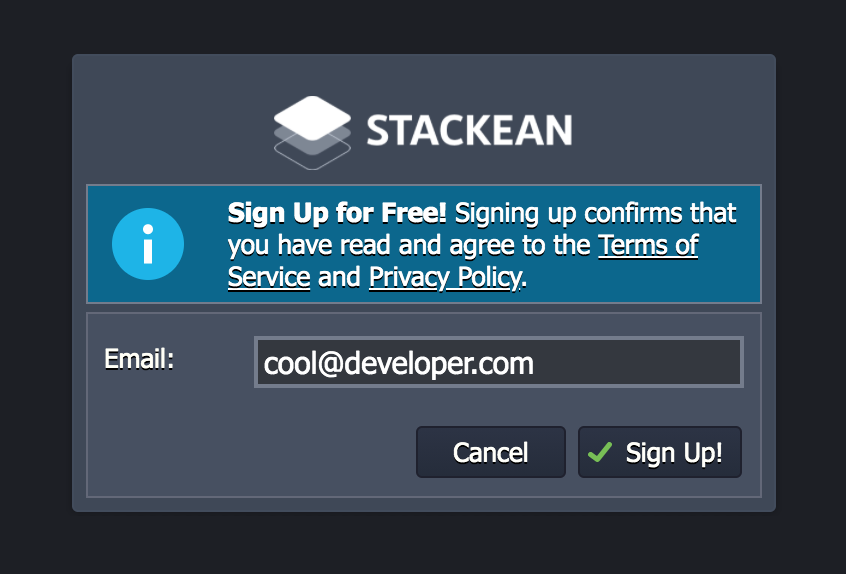 STACKEAN
Sign Up for Free! Signing up confirms that
you have read and agree to the Terms of
Service and Privacy Policy.
Email:
cool@developer.com
Cancel
Sign Up!